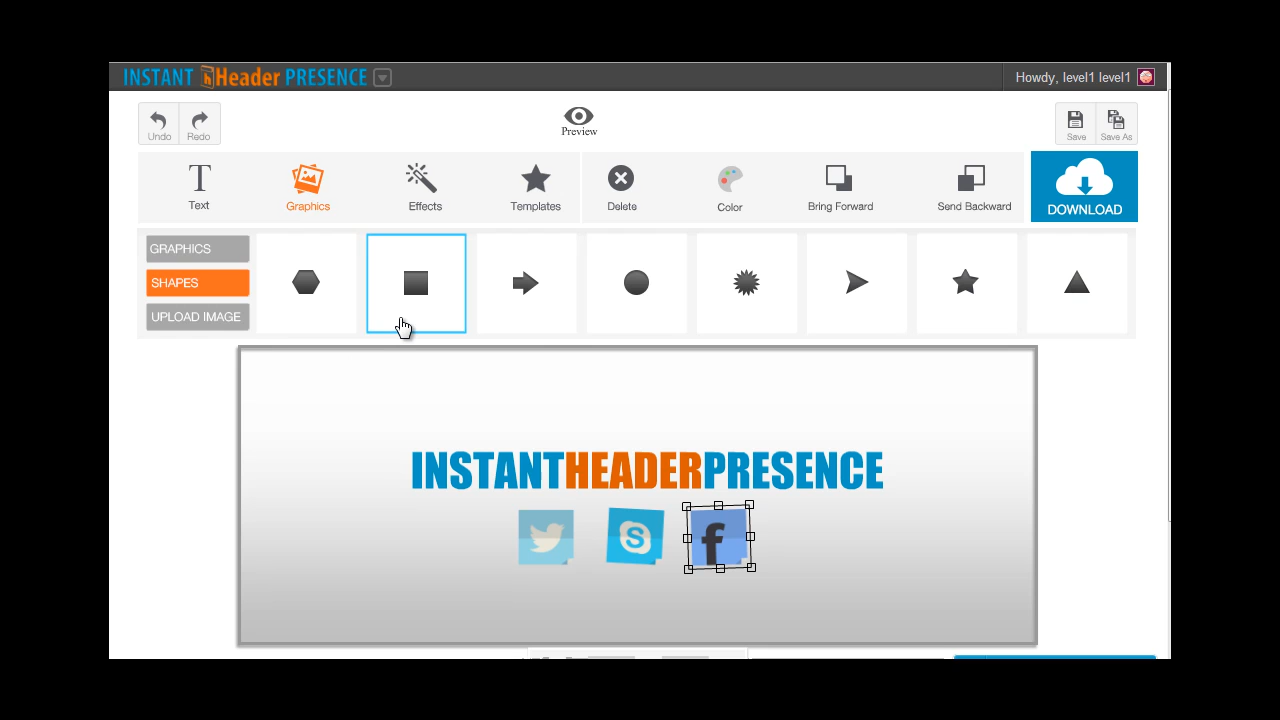 INSTANT Header PRESENCE
Howdy, level1 level1
Undo
Redo
Preview
Save
Save As
Text
Graphics
Effects
Templates
Delete
Color
Bring Forward
Send Backward
DOWNLOAD
GRAPHICS
SHAPES
UPLOAD IMAGE
INSTANTHEADERPRESENCE
S
f